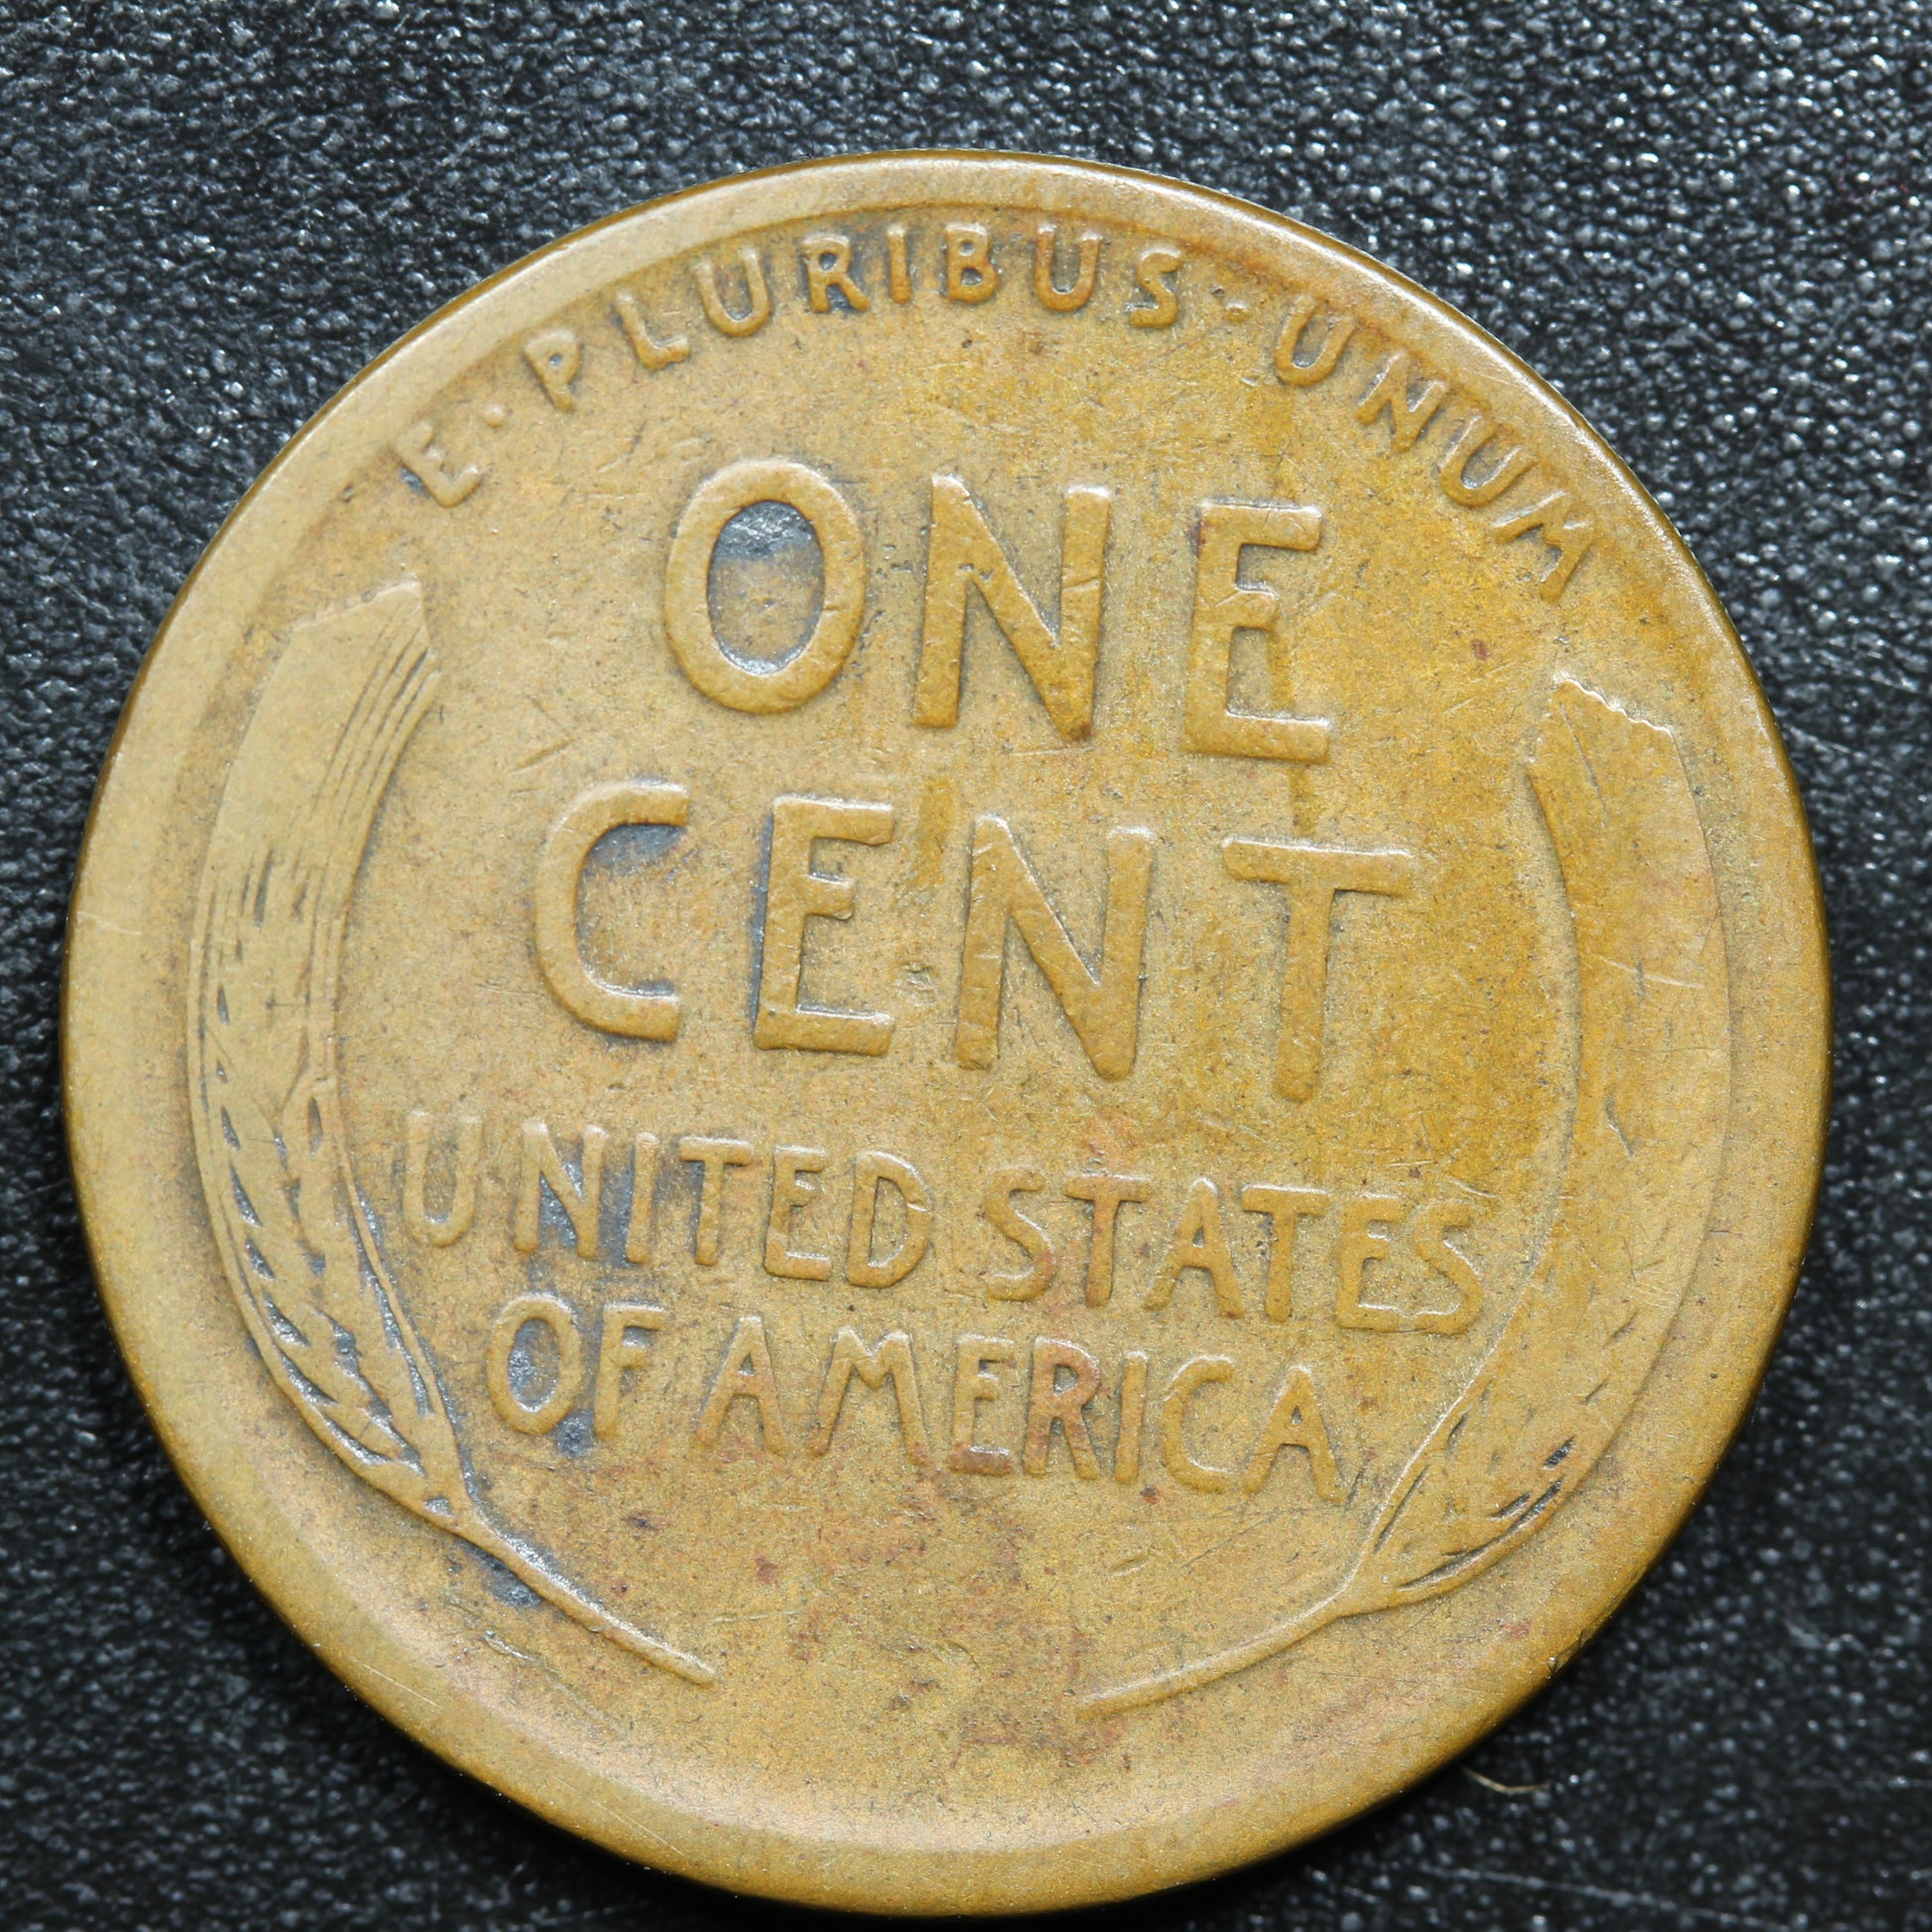 E·PLURIBUS·UNUM
ONE
CENT
UNITED STATES
OF AMERICA